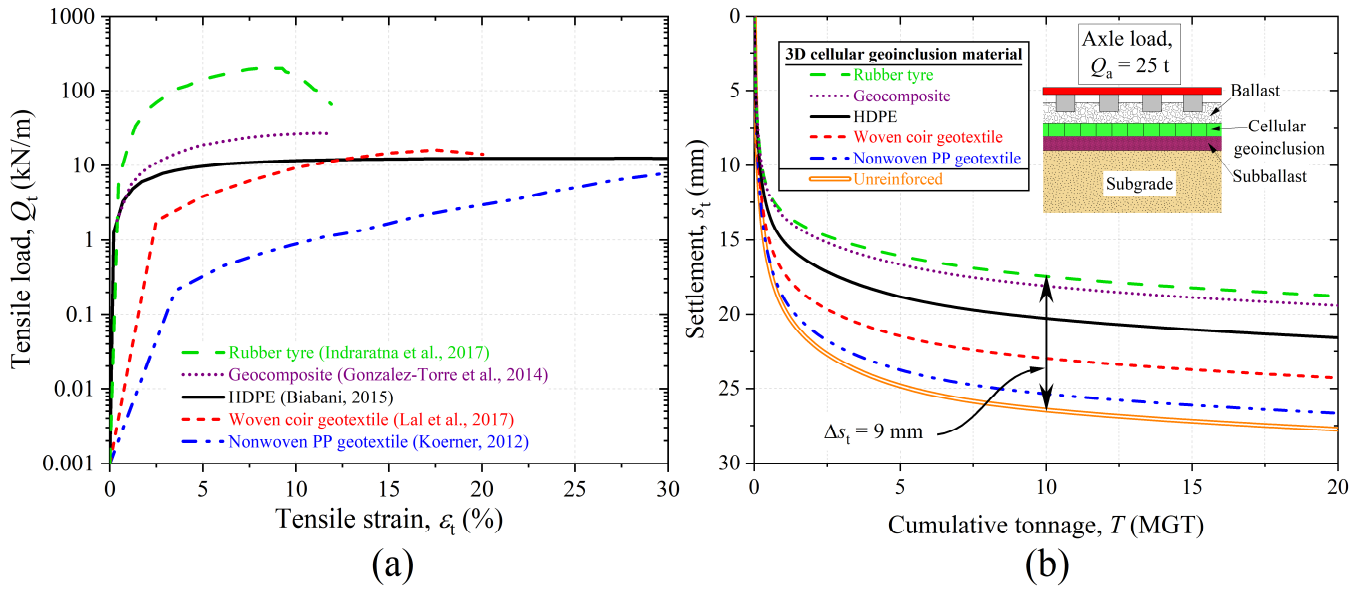 1000
100
10
1
0.1
0.01
0.001
Tensile load, Qt (kN/m)
Rubber tyre (Indraratna et al., 2017)
Geocomposite (Gonzalez-Torre et al., 2014)
HDPE (Biabani, 2015)
Woven coir geotextile (Lal et al., 2017)
Nonwoven PP geotextile (Koerner, 2012)
0 5 10 15 20 25 30
Tensile strain, εt (%)
(a)
0
5
10
15
20
25
30
Settlement, st (mm)
3D cellular geoinclusion material
Rubber tyre
Geocomposite
HDPE
Woven coir geotextile
Nonwoven PP geotextile
Unreinforced
Axle load,
Qa = 25 t
Ballast
Cellular
geoinclusion
Subballast
Subgrade
Δst = 9 mm
0 5 10 15 20
Cumulative tonnage, T (MGT)
(b)